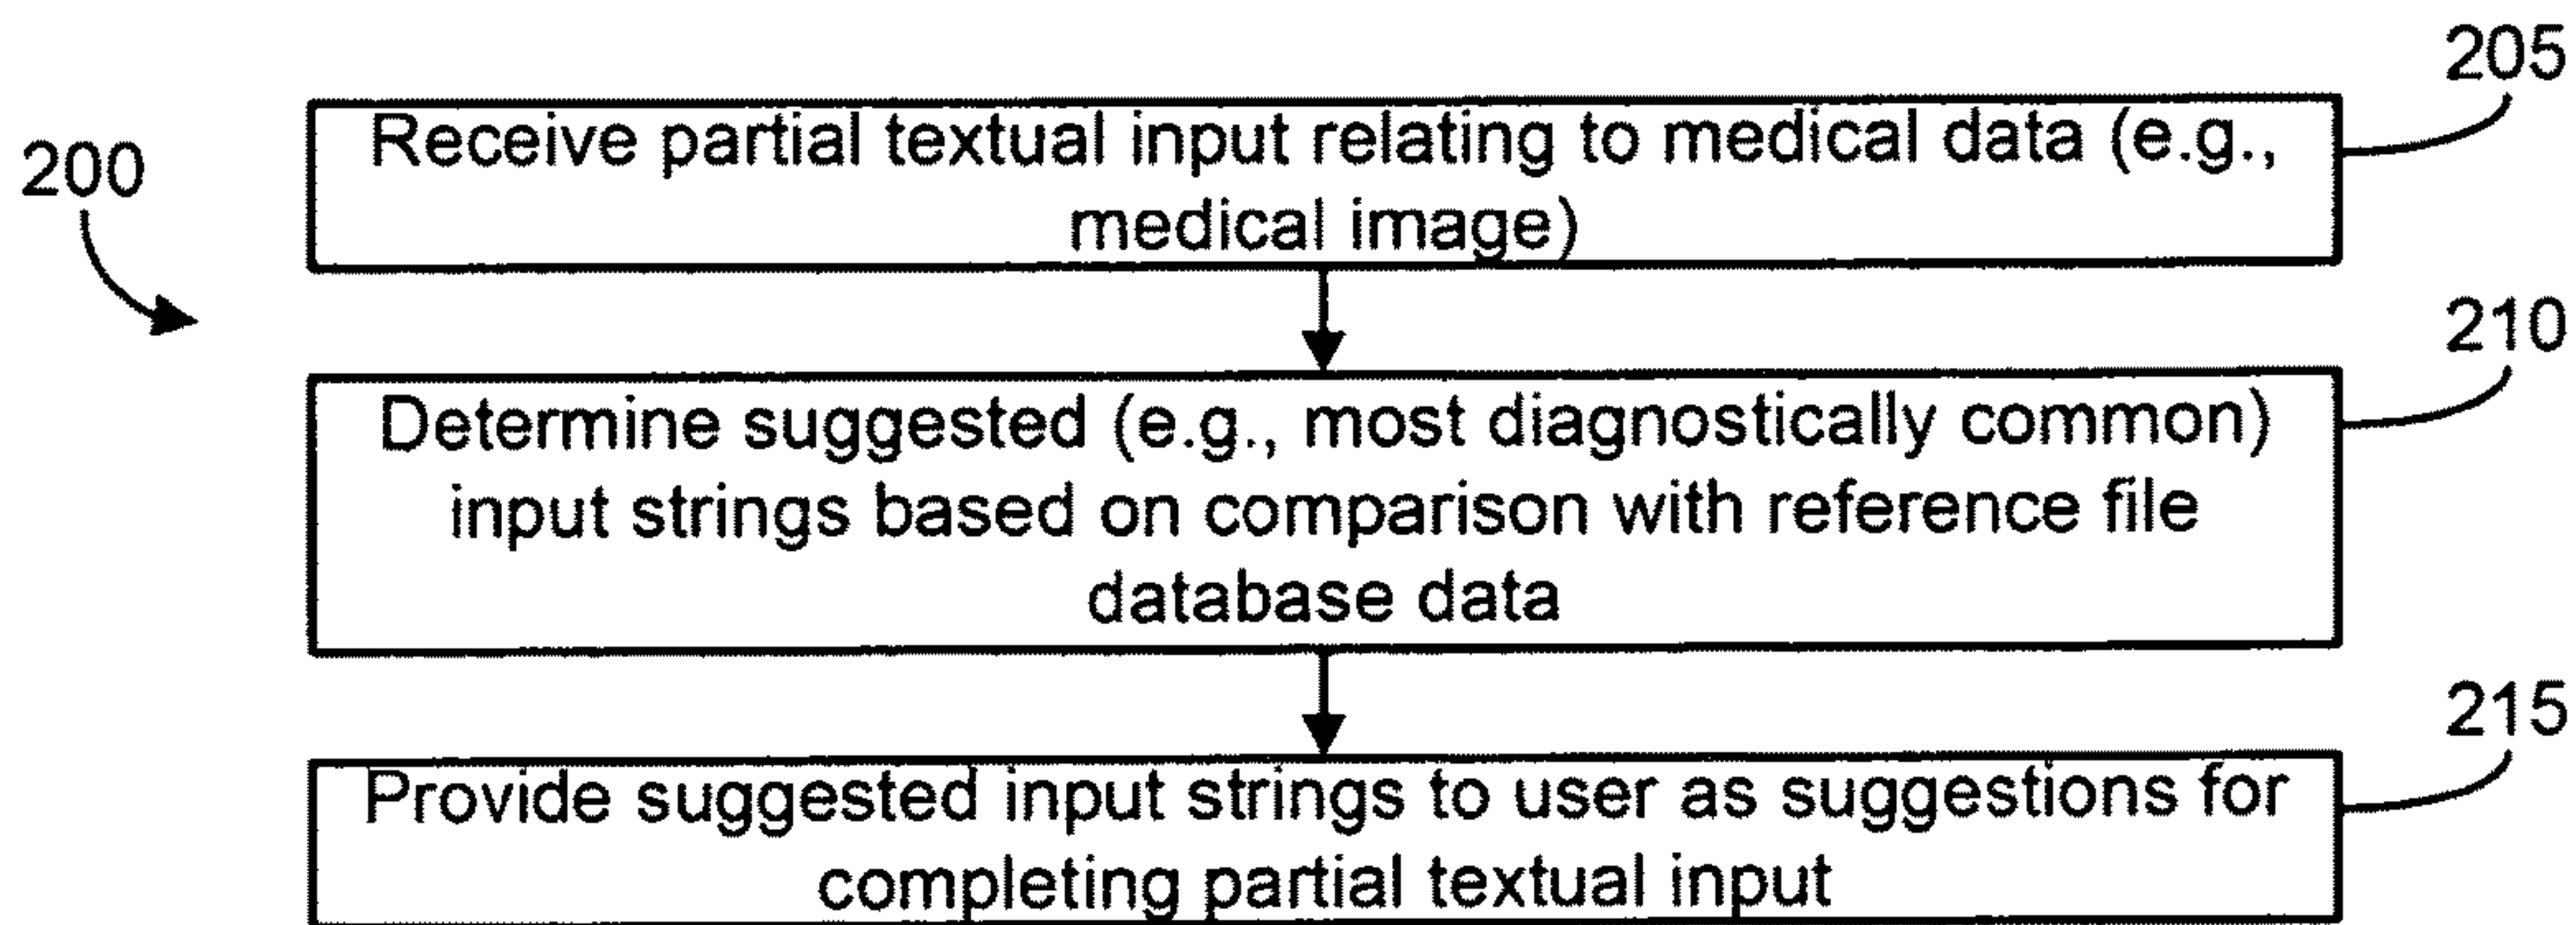 205
Receive partial textual input relating to medical data (e.g.,
medical image)
200
210
Determine suggested (e.g., most diagnostically common)
input strings based on comparison with reference file
database data
215
Provide suggested input strings to user as suggestions for
completing partial textual input